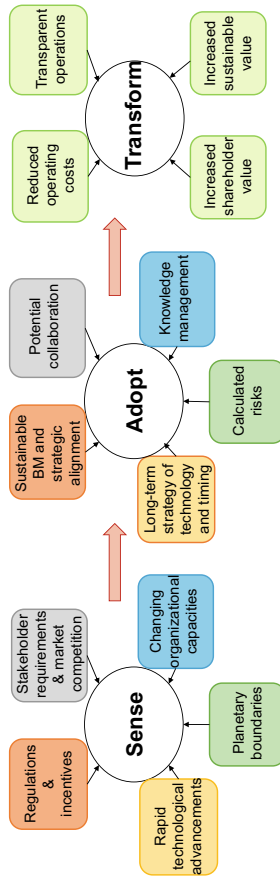 Regulations
&
incentives
Stakeholder
requirements
& market
competition
Sense
Rapid
technological
advancements
Planetary
boundaries
Changing
organizational
capacities
Sustainable
BM and
strategic
alignment
Potential
collaboration
Adopt
Long-term
strategy of
technology
and timing
Calculated
risks
Knowledge
management
Reduced
operating
costs
Transparent
operations
Transform
Increased
shareholder
value
Increased
sustainable
value